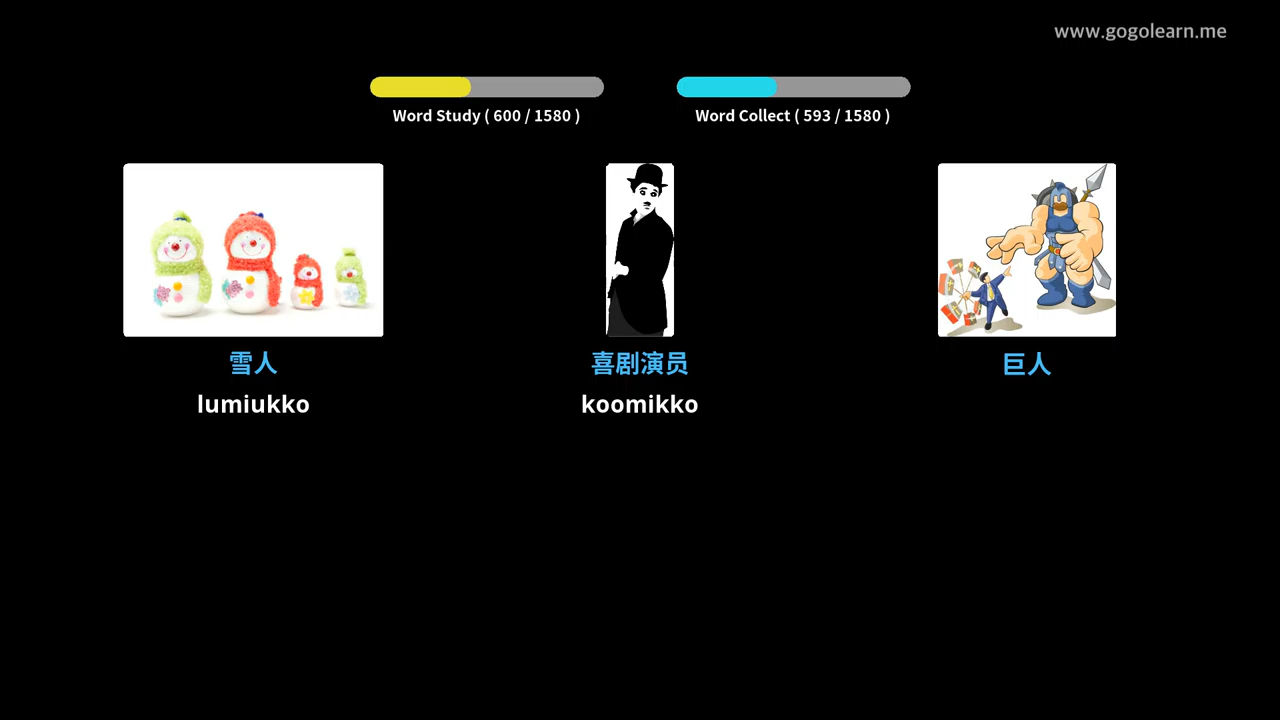 www.gogolearn.me
Word Study ( 600 / 1580 )
Word Collect ( 593 / 1580 )
雪人
喜剧演员
巨人
lumiukko
koomikko